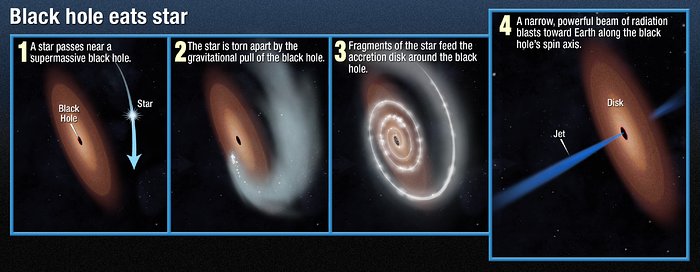 Black hole eats star
1 A star passes near a
supermassive black hole.
Black
Hole
Star
2 The star is torn apart by the
gravitational pull of the black hole.
3 Fragments of the star feed the
accretion disk around the black
hole.
4 A narrow, powerful beam of radiation
blasts toward Earth along the black
hole's spin axis.
Disk
Jet